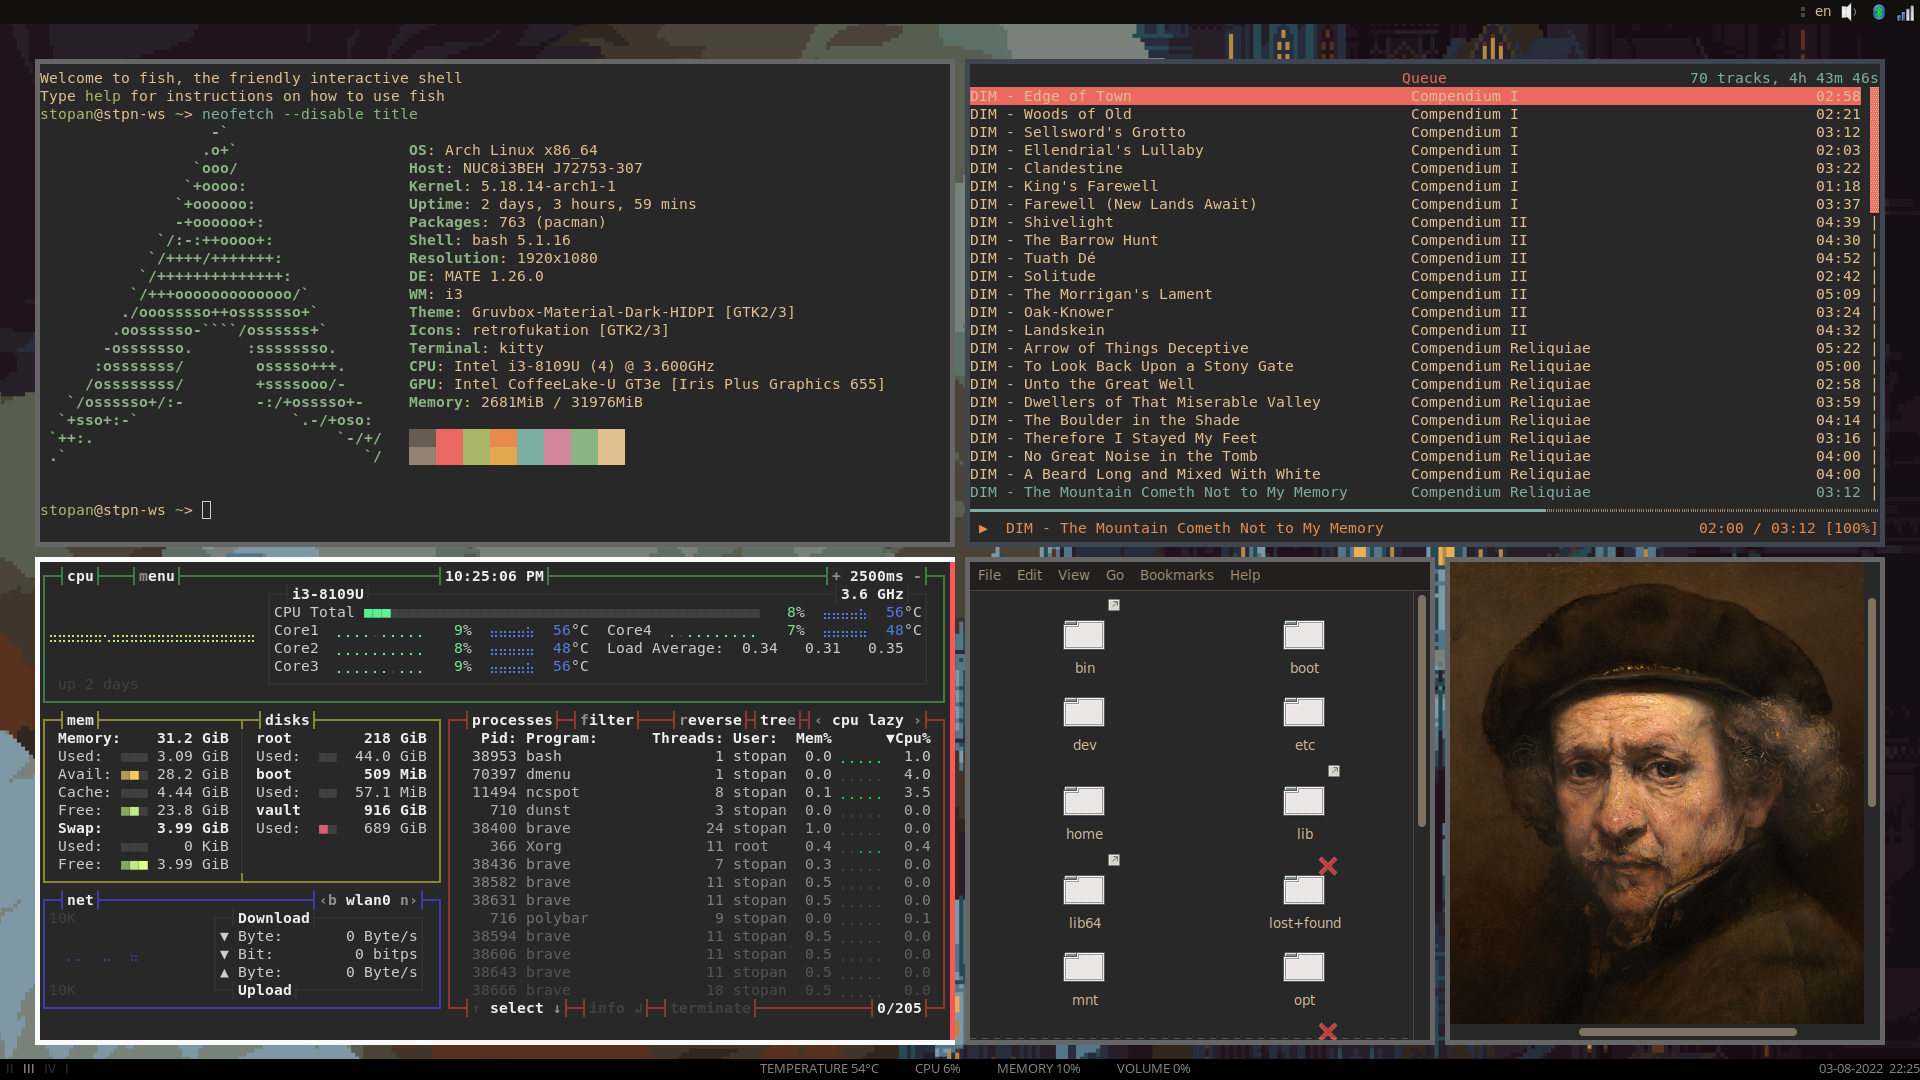 en
Welcome to fish, the friendly interactive shell
Type help for instructions on how to use fish
stopan@stpn-ws ~> neofetch --disable title
-`
.o+`
`ooo/
`+oooo:
`+oooooo:
-+oooooo+:
`/:-:++oooo+:
`/++++/+++++++:
`/++++++++++++++:
`/+++ooooooooooooo/`
./ooosssso++osssssso+`
.oossssso-````/ossssss+`
-osssssso. :ssssssso.
:osssssss/ osssso+++.
/ossssssss/ +ssssooo/-
`/ossssso+/:- -:/+osssso+-
`+sso+:-` `.-/+oso:
`++:. `-/+/
.` `/
OS: Arch Linux x86_64
Host: NUC8i3BEH J72753-307
Kernel: 5.18.14-arch1-1
Uptime: 2 days, 3 hours, 59 mins
Packages: 763 (pacman)
Shell: bash 5.1.16
Resolution: 1920x1080
DE: MATE 1.26.0
WM: i3
Theme: Gruvbox-Material-Dark-HIDPI [GTK2/3]
Icons: retrofukation [GTK2/3]
Terminal: kitty
CPU: Intel i3-8109U (4) @ 3.600GHz
GPU: Intel CoffeeLake-U GT3e [Iris Plus Graphics 655]
Memory: 2681MiB / 31976MiB
stopan@stpn-ws ~>
Queue 70 tracks, 4h 43m 46s
DIM - Edge of Town Compendium I 02:58
DIM - Woods of Old Compendium I 02:21
DIM - Sellsword's Grotto Compendium I 03:12
DIM - Ellendrial's Lullaby Compendium I 02:03
DIM - Clandestine Compendium I 03:22
DIM - King's Farewell Compendium I 01:18
DIM - Farewell (New Lands Await) Compendium I 03:37
DIM - Shivelight Compendium II 04:39
DIM - The Barrow Hunt Compendium II 04:30
DIM - Tuath Dé Compendium II 04:52
DIM - Solitude Compendium II 02:42
DIM - The Morrigan's Lament Compendium II 05:09
DIM - Oak-Knower Compendium II 03:24
DIM - Landskein Compendium II 04:32
DIM - Arrow of Things Deceptive Compendium Reliquiae 05:22
DIM - To Look Back Upon a Stony Gate Compendium Reliquiae 05:00
DIM - Unto the Great Well Compendium Reliquiae 02:58
DIM - Dwellers of That Miserable Valley Compendium Reliquiae 03:59
DIM - The Boulder in the Shade Compendium Reliquiae 04:14
DIM - Therefore I Stayed My Feet Compendium Reliquiae 03:16
DIM - No Great Noise in the Tomb Compendium Reliquiae 04:00
DIM - A Beard Long and Mixed With White Compendium Reliquiae 04:00
DIM - The Mountain Cometh Not to My Memory Compendium Reliquiae 03:12
▶ DIM - The Mountain Cometh Not to My Memory 02:00 / 03:12 [100%]
cpu menu 10:25:06 PM + 2500ms -
i3-8109U 3.6 GHz
CPU Total 8% 56°C
Core1 9% 56°C Core4 7% 48°C
Core2 8% 48°C Load Average: 0.34 0.31 0.35
Core3 9% 56°C
up 2 days
mem disks
Memory: 31.2 GiB root 218 GiB
Used: 3.09 GiB Used: 44.0 GiB
Avail: 28.2 GiB boot 509 MiB
Cache: 4.44 GiB Used: 57.1 MiB
Free: 23.8 GiB vault 916 GiB
Swap: 3.99 GiB Used: 689 GiB
Used: 0 KiB
Free: 3.99 GiB
net ‹b wlan0 n›
10K Download
▼ Byte: 0 Byte/s
▼ Bit: 0 bitps
▲ Byte: 0 Byte/s
10K Upload
processes filter reverse tree ‹ cpu lazy ›
Pid: Program: Threads: User: Mem% ▼Cpu%
38953 bash 1 stopan 0.0 1.0
70397 dmenu 1 stopan 0.0 4.0
11494 ncspot 8 stopan 0.1 3.5
710 dunst 3 stopan 0.0 0.0
38400 brave 24 stopan 1.0 0.0
366 Xorg 11 root 0.4 0.4
38436 brave 7 stopan 0.3 0.0
38582 brave 11 stopan 0.5 0.0
38631 brave 11 stopan 0.5 0.0
716 polybar 9 stopan 0.0 0.1
38594 brave 11 stopan 0.5 0.0
38606 brave 11 stopan 0.5 0.0
38643 brave 11 stopan 0.5 0.0
38666 brave 18 stopan 0.5 0.0
↑ select ↓ info ↲ terminate 0/205
File Edit View Go Bookmarks Help
bin boot
dev etc
home lib
lib64 lost+found
mnt opt
II III IV I
TEMPERATURE 54°C CPU 6% MEMORY 10% VOLUME 0%
03-08-2022 22:25